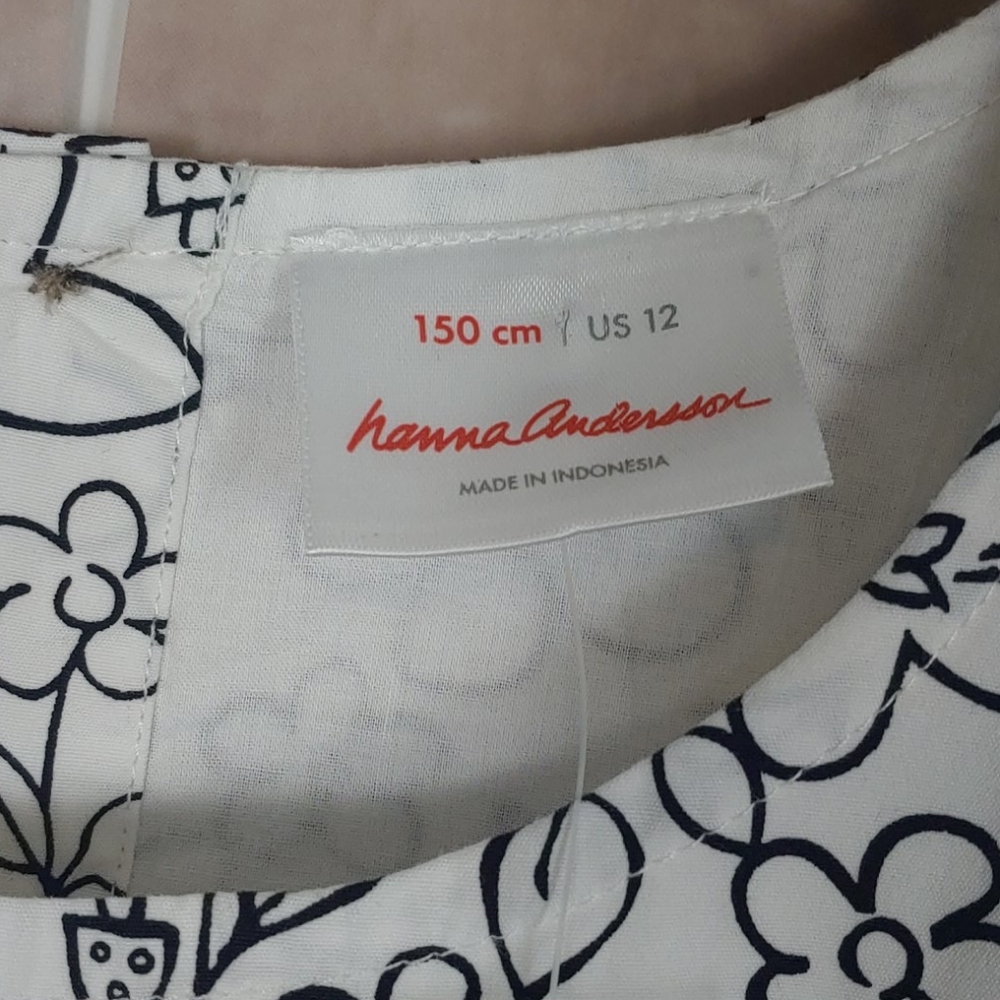 150 cm / US 12
hanna Andersson
MADE IN INDONESIA